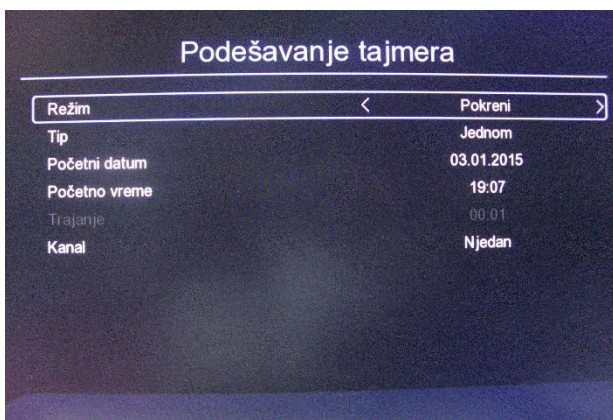 Podešavanje tajmera
Režim < Pokreni >
Tip Jednom
Početni datum 03.01.2015
Početno vreme 19:07
Trajanje 00:01
Kanal Njedan